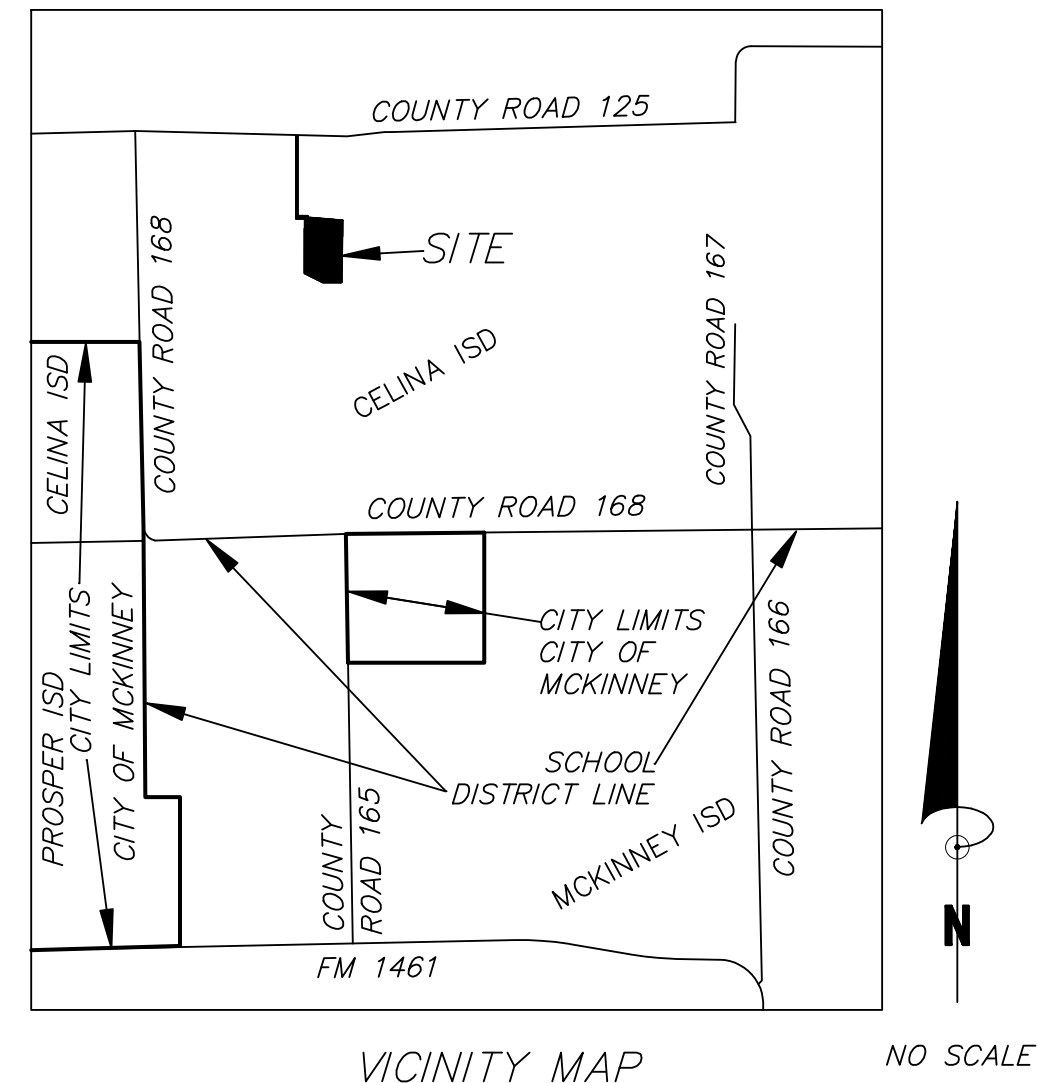 COUNTY ROAD 125
SITE
COUNTY ROAD 168
COUNTY ROAD 167
CELINA ISD
CELINA ISD
COUNTY ROAD 168
CITY LIMITS
CITY OF
MCKINNEY
PROSPER ISD
CITY LIMITS
CITY OF MCKINNEY
COUNTY ROAD 166
SCHOOL
DISTRICT LINE
COUNTY
ROAD 165
MCKINNEY ISD
FM 1461
N
VICINITY MAP
NO SCALE